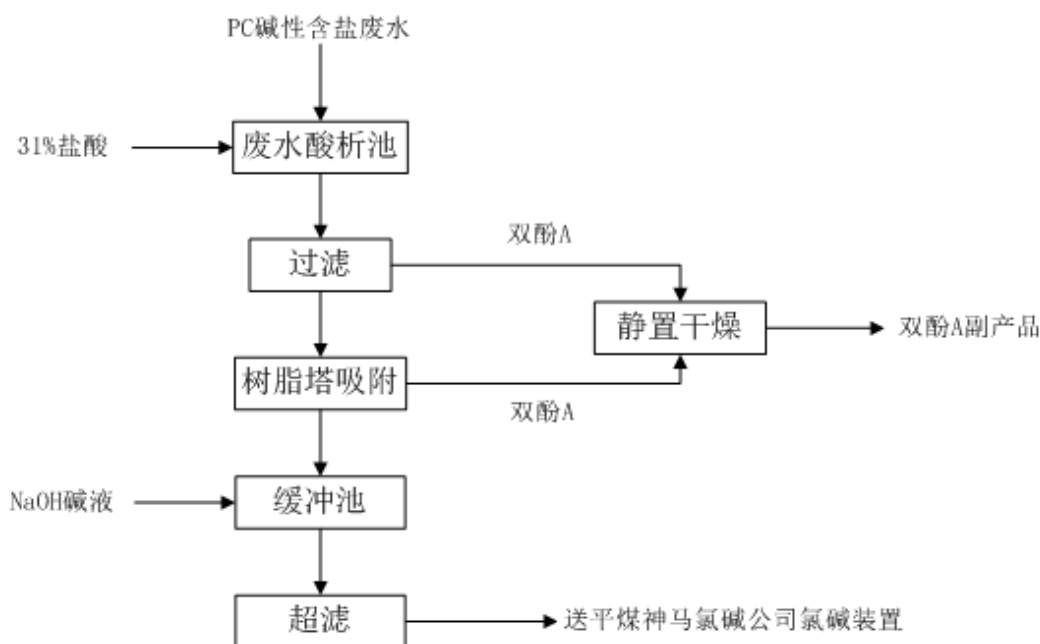 PC碱性含盐废水
31%盐酸
废水酸析池
双酚A
过滤
静置干燥
双酚A副产品
树脂塔吸附
双酚A
NaOH碱液
缓冲池
超滤
送平煤神马氯碱公司氯碱装置